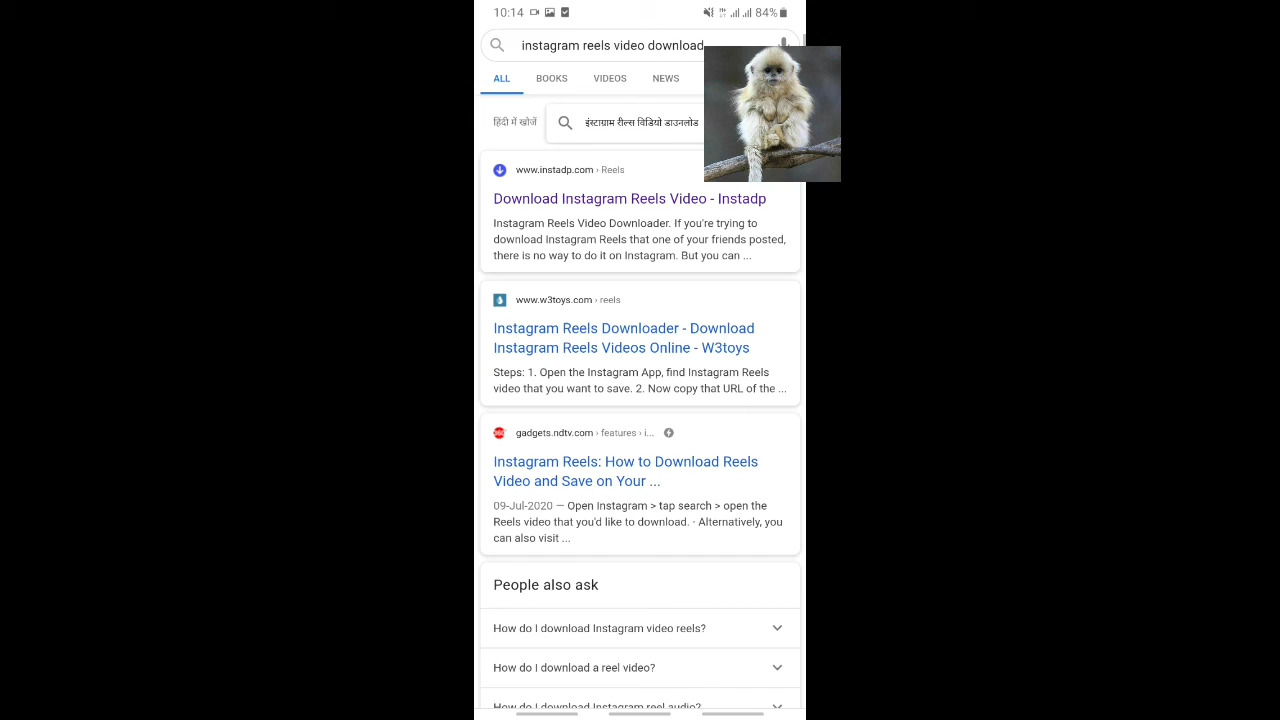 10:14 84%
instagram reels video download
ALL BOOKS VIDEOS NEWS
हिंदी में खोजें इंस्टाग्राम रील्स विडियो डाउनलोड
www.instadp.com › Reels
Download Instagram Reels Video - Instadp
Instagram Reels Video Downloader. If you're trying to
download Instagram Reels that one of your friends posted,
there is no way to do it on Instagram. But you can ...
www.w3toys.com › reels
Instagram Reels Downloader - Download
Instagram Reels Videos Online - W3toys
Steps: 1. Open the Instagram App, find Instagram Reels
video that you want to save. 2. Now copy that URL of the ...
gadgets.ndtv.com › features › i...
Instagram Reels: How to Download Reels
Video and Save on Your ...
09-Jul-2020 — Open Instagram > tap search > open the
Reels video that you'd like to download. · Alternatively, you
can also visit ...
People also ask
How do I download Instagram video reels?
How do I download a reel video?
How do I download Instagram reel audio?